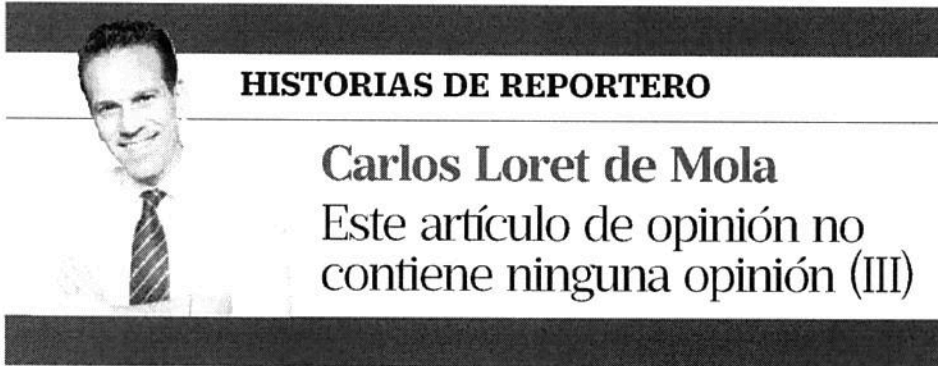 HISTORIAS DE REPORTERO
Carlos Loret de Mola
Este artículo de opinión no
contiene ninguna opinión (III)